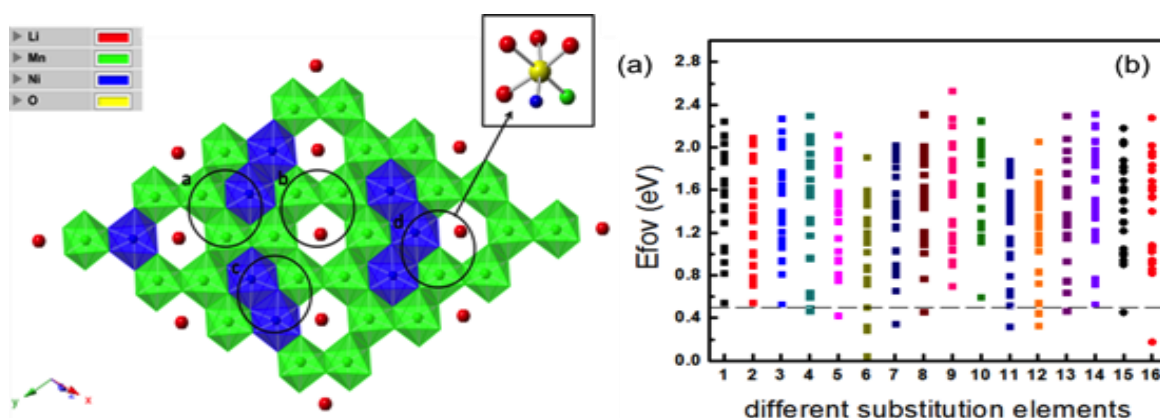 Li
Mn
Ni
O
a
b
c
d
y
x
(a)
(b)
Efov (eV)
2.8
2.4
2.0
1.6
1.2
0.8
0.4
0.0
1 2 3 4 5 6 7 8 9 10 11 12 13 14 15 16
different substitution elements